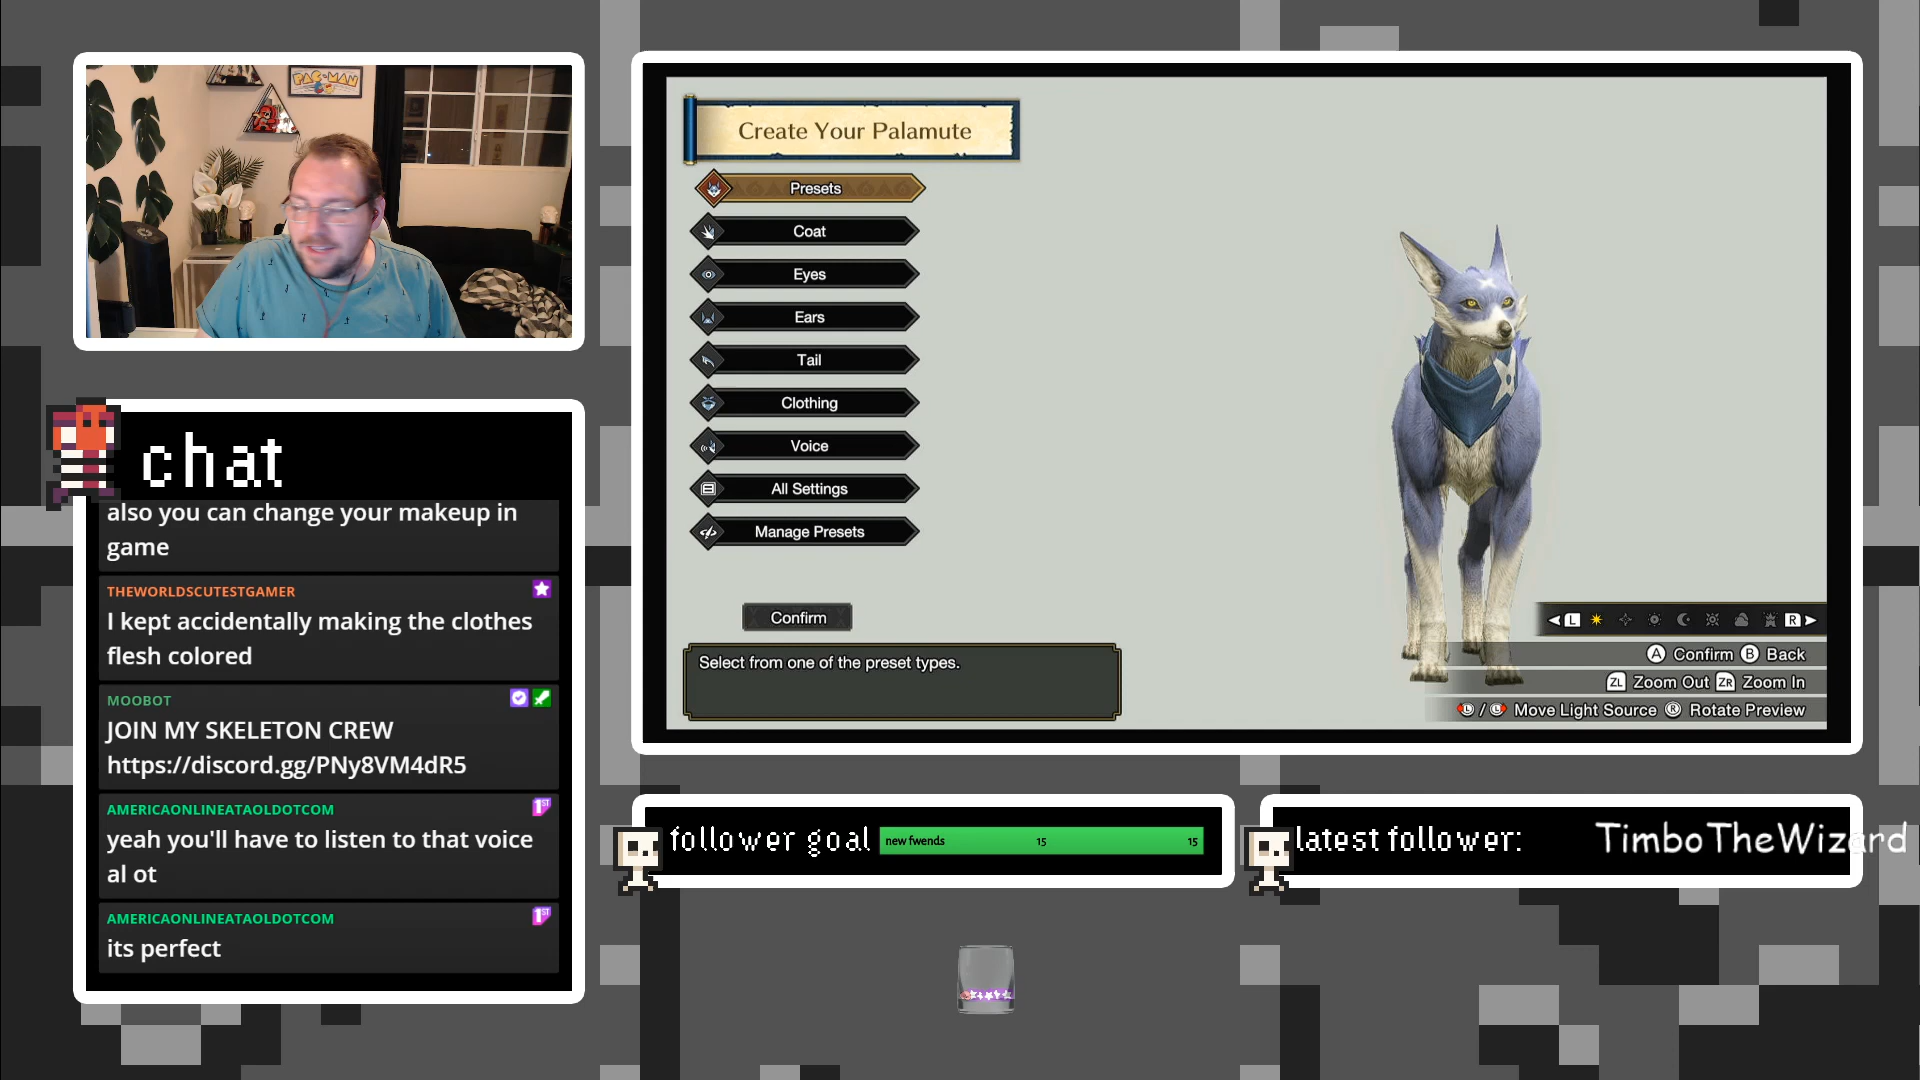 PAC-MAN
Create Your Palamute
Presets
Coat
Eyes
Ears
Tail
Clothing
Voice
All Settings
Manage Presets
Confirm
Select from one of the preset types.
L R
A Confirm B Back
ZL Zoom Out ZR Zoom In
L / L Move Light Source R Rotate Preview
chat
also you can change your makeup in
game
THEWORLDSCUTESTGAMER
I kept accidentally making the clothes
flesh colored
MOOBOT
JOIN MY SKELETON CREW
https://discord.gg/PNy8VM4dR5
AMERICAONLINEATAOLDOTCOM 1ST
yeah you'll have to listen to that voice
al ot
AMERICAONLINEATAOLDOTCOM 1ST
its perfect
follower goal new fwends 15 15
latest follower: TimboTheWizard